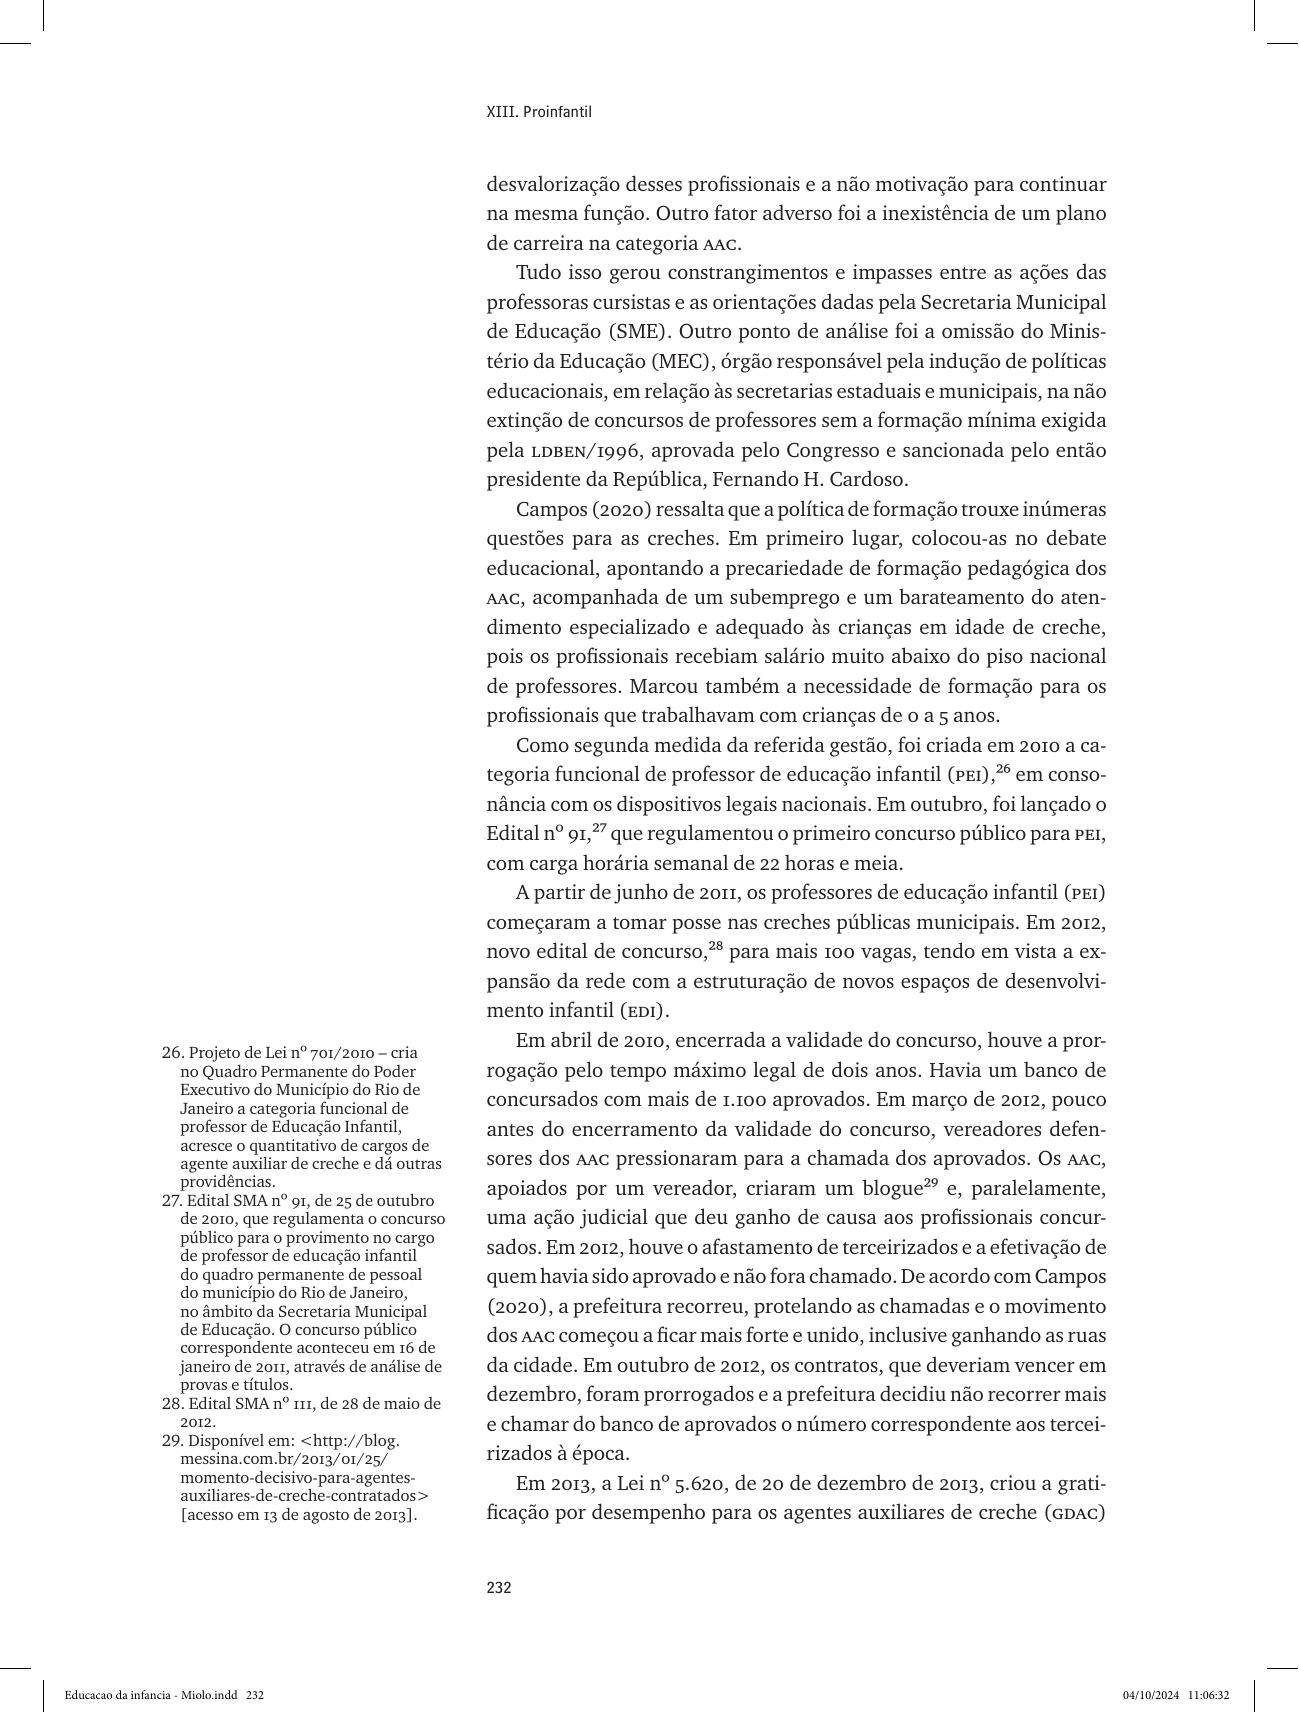 XIII. Proinfantil
desvalorização desses profissionais e a não motivação para continuar
na mesma função. Outro fator adverso foi a inexistência de um plano
de carreira na categoria AAC.
Tudo isso gerou constrangimentos e impasses entre as ações das
professoras cursistas e as orientações dadas pela Secretaria Municipal
de Educação (SME). Outro ponto de análise foi a omissão do Minis-
tério da Educação (MEC), órgão responsável pela indução de políticas
educacionais, em relação às secretarias estaduais e municipais, na não
extinção de concursos de professores sem a formação mínima exigida
pela LDBEN/1996, aprovada pelo Congresso e sancionada pelo então
presidente da República, Fernando H. Cardoso.
Campos (2020) ressalta que a política de formação trouxe inúmeras
questões para as creches. Em primeiro lugar, colocou-as no debate
educacional, apontando a precariedade de formação pedagógica dos
AAC, acompanhada de um subemprego e um barateamento do aten-
dimento especializado e adequado às crianças em idade de creche,
pois os profissionais recebiam salário muito abaixo do piso nacional
de professores. Marcou também a necessidade de formação para os
profissionais que trabalhavam com crianças de 0 a 5 anos.
Como segunda medida da referida gestão, foi criada em 2010 a ca-
tegoria funcional de professor de educação infantil (PEI),²⁶ em conso-
nância com os dispositivos legais nacionais. Em outubro, foi lançado o
Edital nº 91,²⁷ que regulamentou o primeiro concurso público para PEI,
com carga horária semanal de 22 horas e meia.
A partir de junho de 2011, os professores de educação infantil (PEI)
começaram a tomar posse nas creches públicas municipais. Em 2012,
novo edital de concurso,²⁸ para mais 100 vagas, tendo em vista a ex-
pansão da rede com a estruturação de novos espaços de desenvolvi-
mento infantil (EDI).
Em abril de 2010, encerrada a validade do concurso, houve a pror-
rogação pelo tempo máximo legal de dois anos. Havia um banco de
concursados com mais de 1.100 aprovados. Em março de 2012, pouco
antes do encerramento da validade do concurso, vereadores defen-
sores dos AAC pressionaram para a chamada dos aprovados. Os AAC,
apoiados por um vereador, criaram um blogue²⁹ e, paralelamente,
uma ação judicial que deu ganho de causa aos profissionais concur-
sados. Em 2012, houve o afastamento de terceirizados e a efetivação de
quem havia sido aprovado e não fora chamado. De acordo com Campos
(2020), a prefeitura recorreu, protelando as chamadas e o movimento
dos AAC começou a ficar mais forte e unido, inclusive ganhando as ruas
da cidade. Em outubro de 2012, os contratos, que deveriam vencer em
dezembro, foram prorrogados e a prefeitura decidiu não recorrer mais
e chamar do banco de aprovados o número correspondente aos tercei-
rizados à época.
Em 2013, a Lei nº 5.620, de 20 de dezembro de 2013, criou a grati-
ficação por desempenho para os agentes auxiliares de creche (GDAC)
26. Projeto de Lei nº 701/2010 – cria
no Quadro Permanente do Poder
Executivo do Município do Rio de
Janeiro a categoria funcional de
professor de Educação Infantil,
acresce o quantitativo de cargos de
agente auxiliar de creche e dá outras
providências.
27. Edital SMA nº 91, de 25 de outubro
de 2010, que regulamenta o concurso
público para o provimento no cargo
de professor de educação infantil
do quadro permanente de pessoal
do município do Rio de Janeiro,
no âmbito da Secretaria Municipal
de Educação. O concurso público
correspondente aconteceu em 16 de
janeiro de 2011, através de análise de
provas e títulos.
28. Edital SMA nº 111, de 28 de maio de
2012.
29. Disponível em: <http://blog.
messina.com.br/2013/01/25/
momento-decisivo-para-agentes-
auxiliares-de-creche-contratados>
[acesso em 13 de agosto de 2013].
232
Educacao da infancia - Miolo.indd 232
04/10/2024 11:06:32